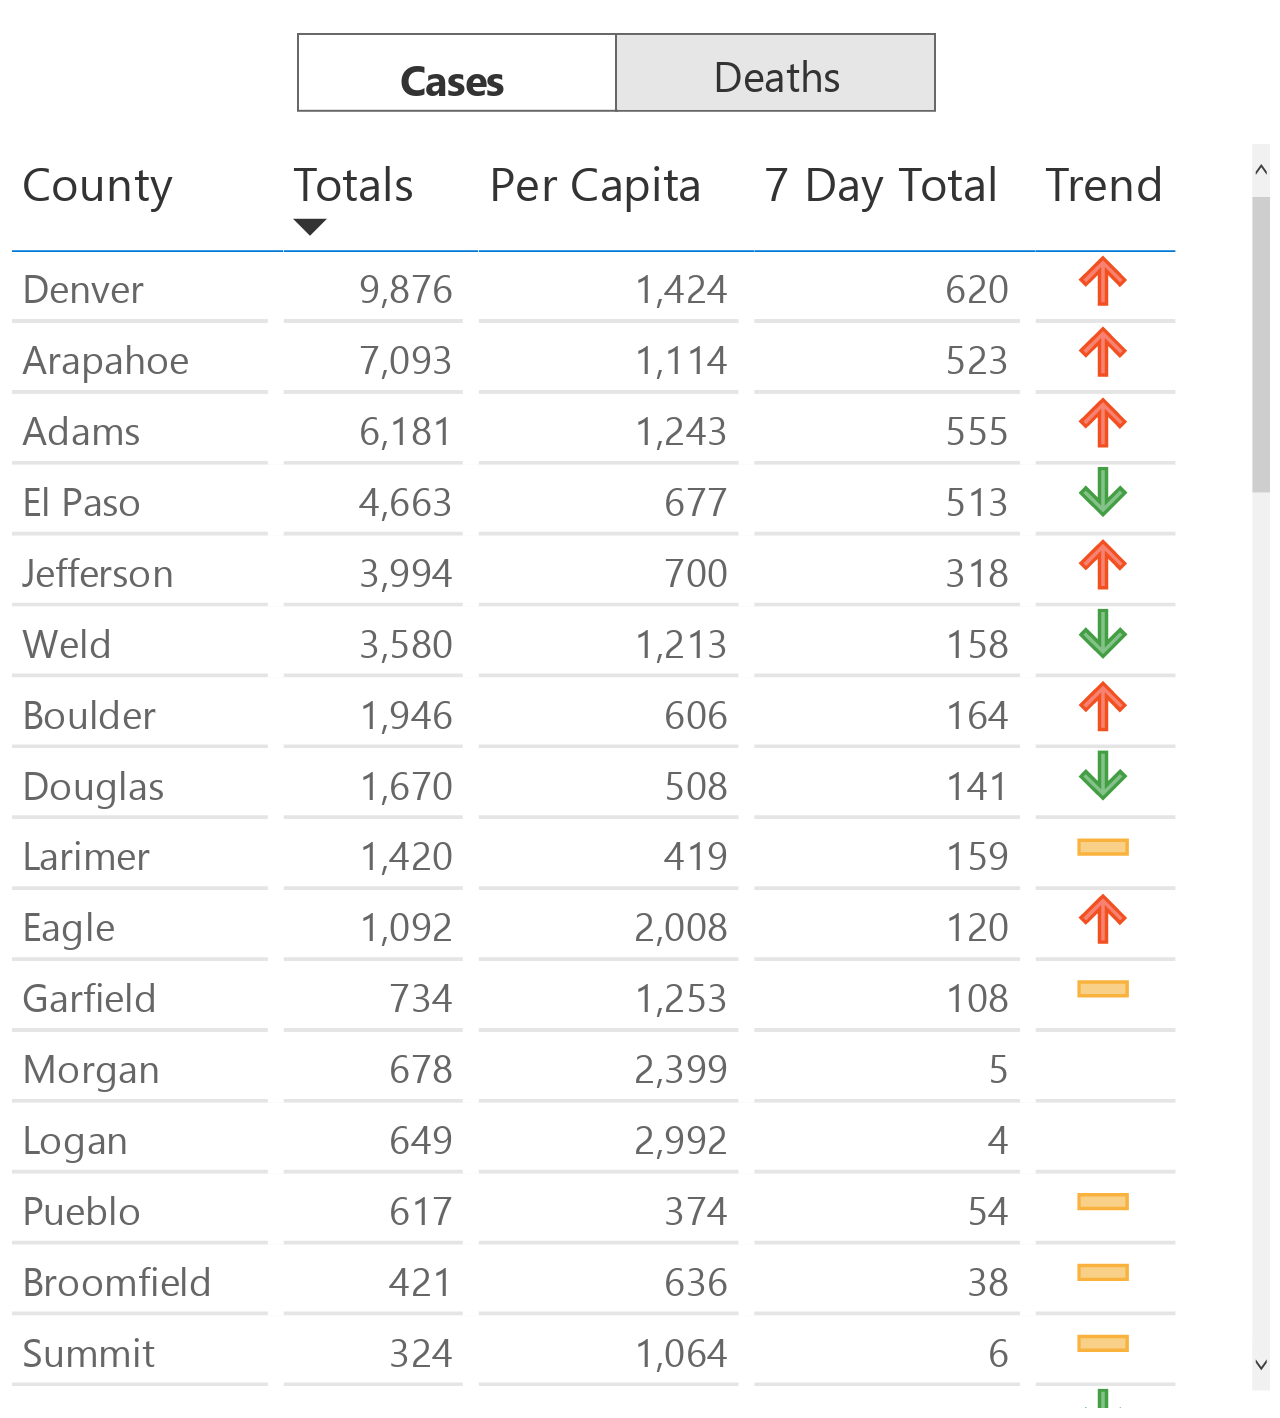 Cases Deaths
County Totals Per Capita 7 Day Total Trend
Denver 9,876 1,424 620
Arapahoe 7,093 1,114 523
Adams 6,181 1,243 555
El Paso 4,663 677 513
Jefferson 3,994 700 318
Weld 3,580 1,213 158
Boulder 1,946 606 164
Douglas 1,670 508 141
Larimer 1,420 419 159
Eagle 1,092 2,008 120
Garfield 734 1,253 108
Morgan 678 2,399 5
Logan 649 2,992 4
Pueblo 617 374 54
Broomfield 421 636 38
Summit 324 1,064 6